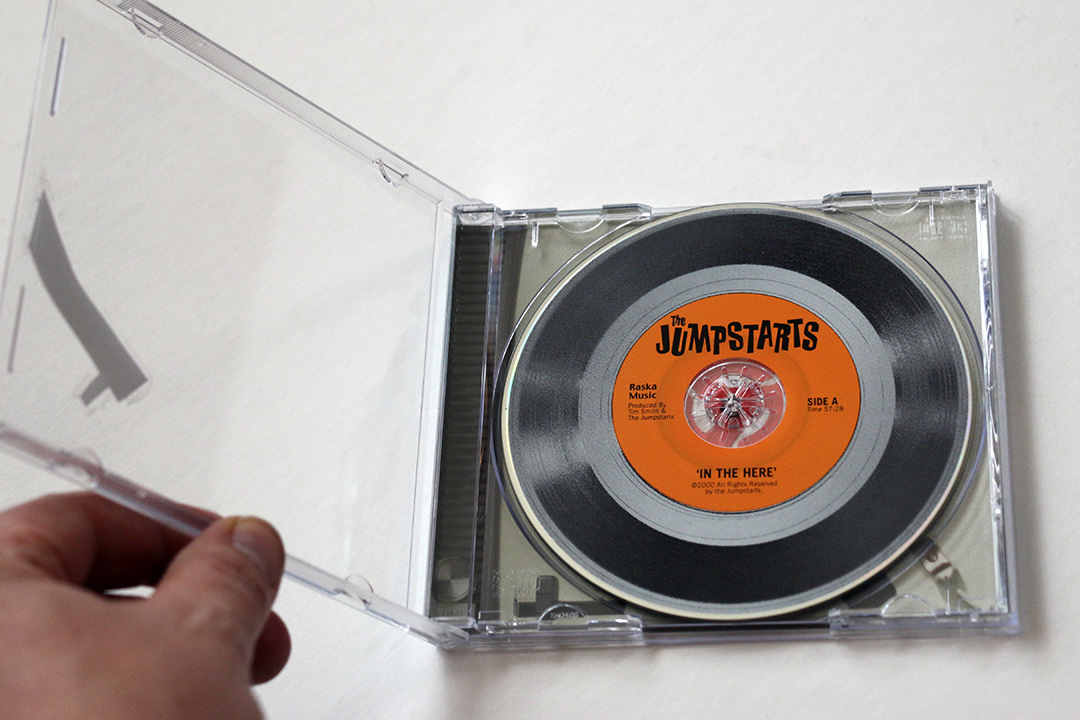 The
JUMPSTARTS
Raska
Music
Produced By
Tim Smith &
The Jumpstarts
SIDE A
Time 57:28
'IN THE HERE'
©2000 All Rights Reserved
by the Jumpstarts.